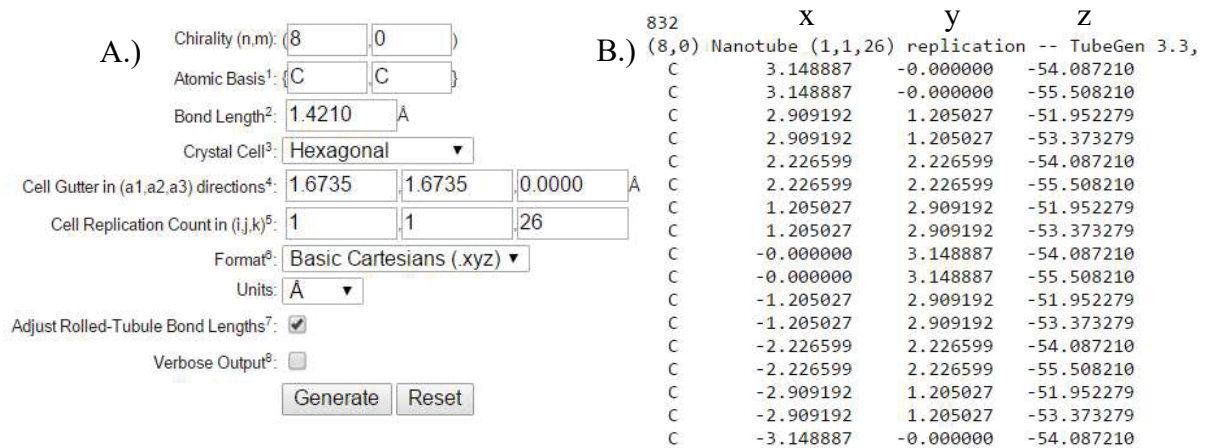 A.)
Chirality (n,m): (8 ,0 )
Atomic Basis¹: {C ,C }
Bond Length²: 1.4210 Å
Crystal Cell³: Hexagonal ▼
Cell Gutter in (a1,a2,a3) directions⁴: 1.6735 ,1.6735 ,0.0000 Å
Cell Replication Count in (i,j,k)⁵: 1 ,1 ,26
Format⁶: Basic Cartesians (.xyz) ▼
Units: Å ▼
Adjust Rolled-Tubule Bond Lengths⁷:
Verbose Output⁸:
Generate Reset
B.)
x y z
832
(8,0) Nanotube (1,1,26) replication -- TubeGen 3.3,
C 3.148887 -0.000000 -54.087210
C 3.148887 -0.000000 -55.508210
C 2.909192 1.205027 -51.952279
C 2.909192 1.205027 -53.373279
C 2.226599 2.226599 -54.087210
C 2.226599 2.226599 -55.508210
C 1.205027 2.909192 -51.952279
C 1.205027 2.909192 -53.373279
C -0.000000 3.148887 -54.087210
C -0.000000 3.148887 -55.508210
C -1.205027 2.909192 -51.952279
C -1.205027 2.909192 -53.373279
C -2.226599 2.226599 -54.087210
C -2.226599 2.226599 -55.508210
C -2.909192 1.205027 -51.952279
C -2.909192 1.205027 -53.373279
C -3.148887 -0.000000 -54.087210